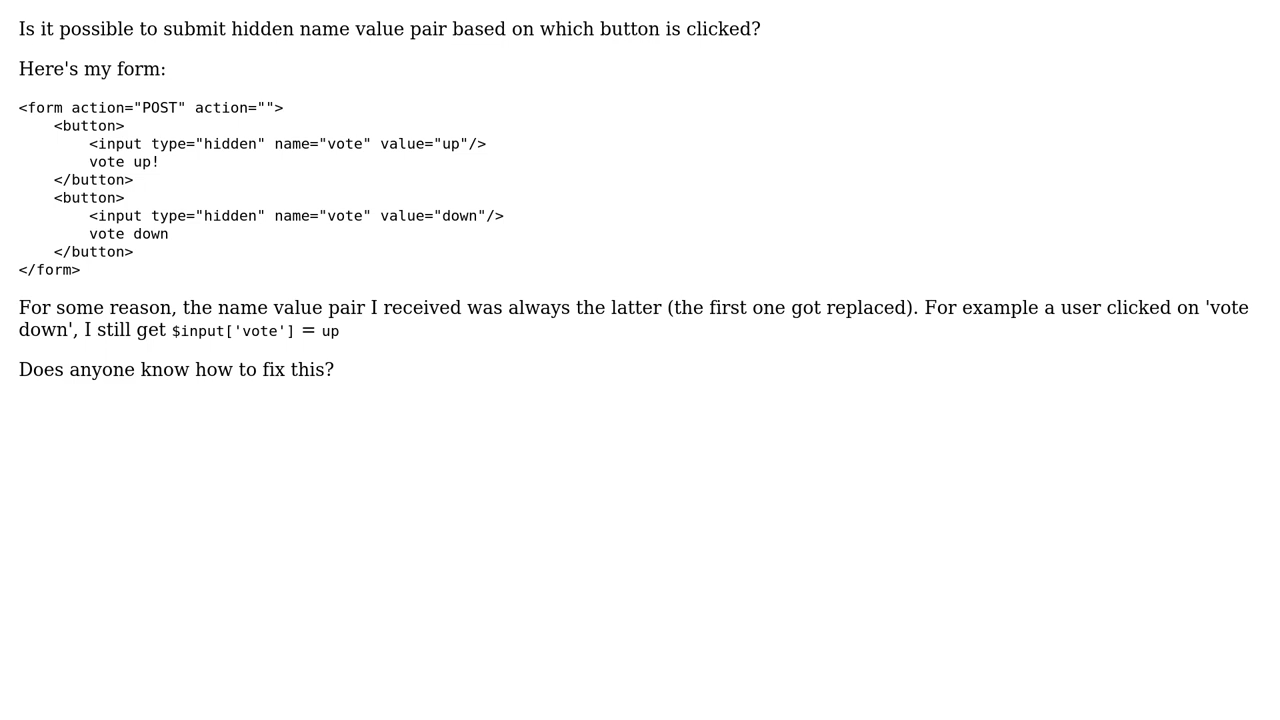 Is it possible to submit hidden name value pair based on which button is clicked?
Here's my form:
<form action="POST" action="">
    <button>
        <input type="hidden" name="vote" value="up"/>
        vote up!
    </button>
    <button>
        <input type="hidden" name="vote" value="down"/>
        vote down
    </button>
</form>
For some reason, the name value pair I received was always the latter (the first one got replaced). For example a user clicked on 'vote
down', I still get $input['vote'] = up
Does anyone know how to fix this?